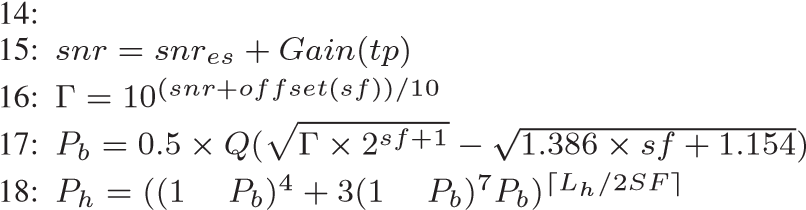 14:
15: snr = snr_{es} + Gain(tp)
16: Γ = 10^{(snr+offset(sf))/10}
17: P_b = 0.5 × Q(√(Γ × 2^{sf+1}) − √(1.386 × sf + 1.154))
18: P_h = ((1 P_b)^4 + 3(1 P_b)^7 P_b)^{⌈L_h/2SF⌉}